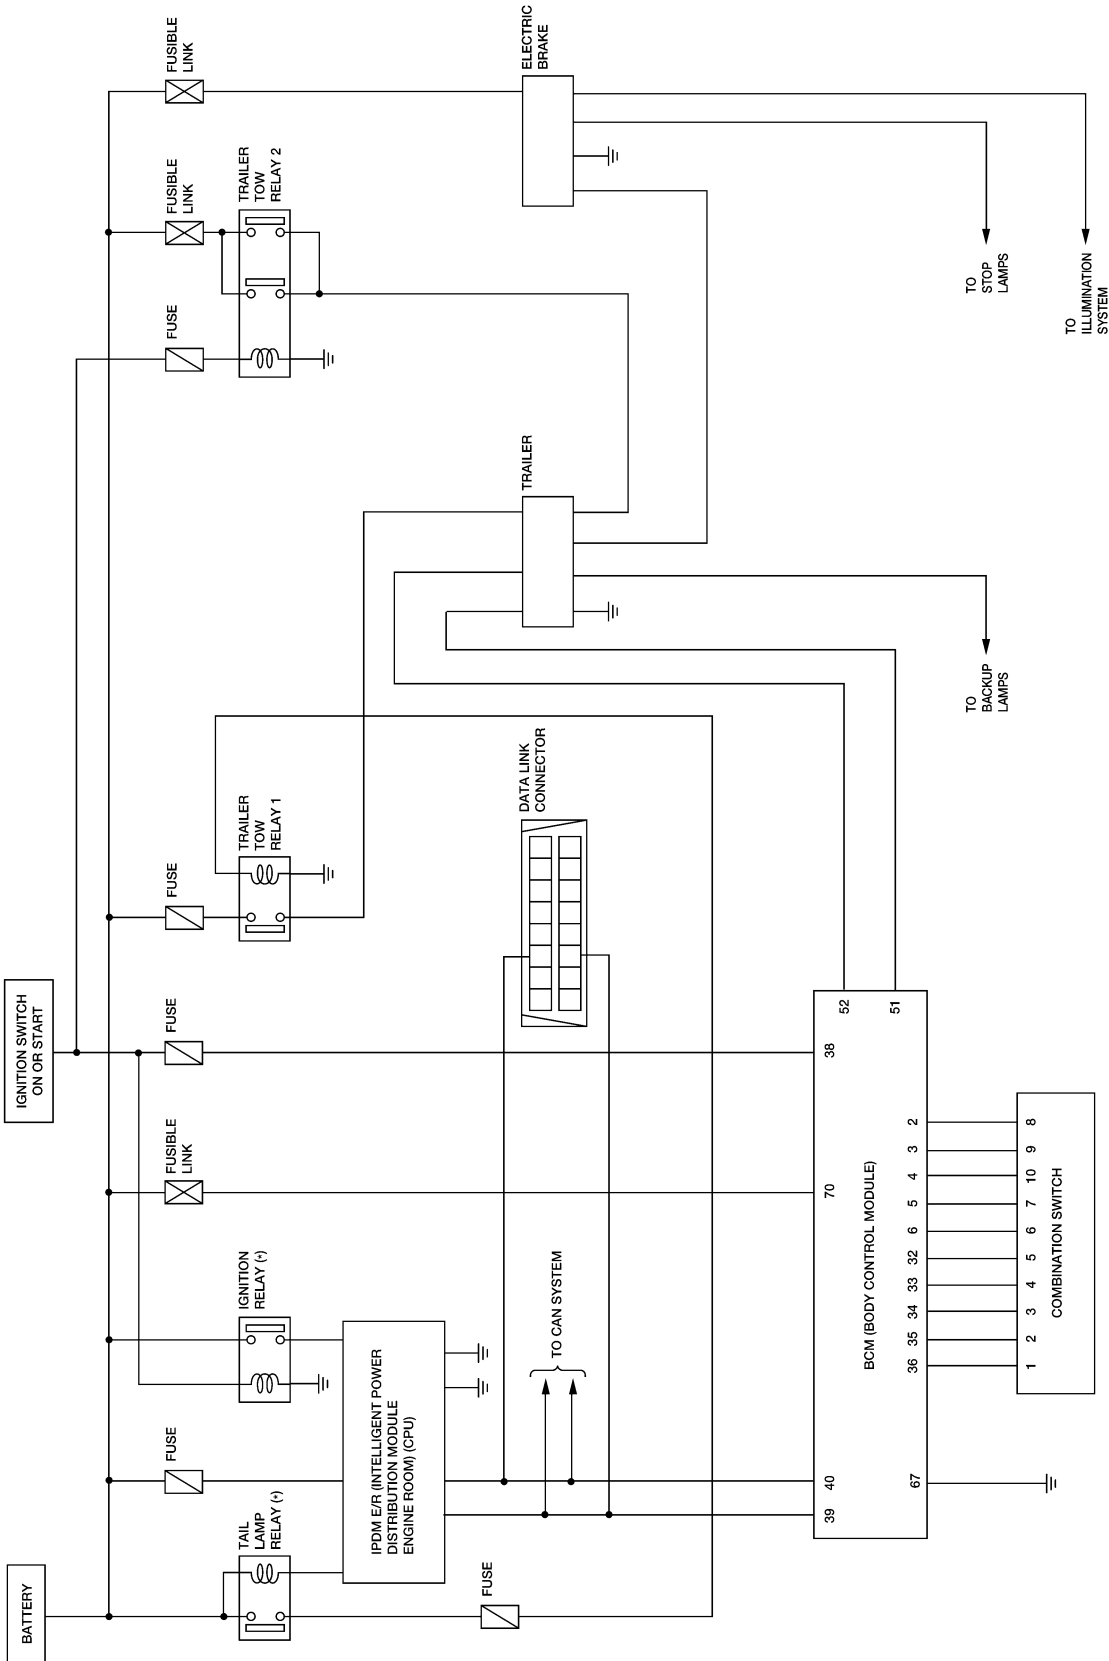 BATTERY
IGNITION SWITCH
ON OR START
TAIL
LAMP
RELAY (*)
FUSE
IGNITION
RELAY (*)
FUSIBLE
LINK
FUSE
FUSE
TRAILER
TOW
RELAY 1
FUSE
FUSIBLE
LINK
TRAILER
TOW
RELAY 2
FUSIBLE
LINK
IPDM E/R (INTELLIGENT POWER
DISTRIBUTION MODULE
ENGINE ROOM) (CPU)
FUSE
TO CAN SYSTEM
DATA LINK
CONNECTOR
TRAILER
ELECTRIC
BRAKE
39
40
70
38
52
51
BCM (BODY CONTROL MODULE)
67
36
35
34
33
32
6
5
4
3
2
1
2
3
4
5
6
7
10
9
8
COMBINATION SWITCH
TO
BACKUP
LAMPS
TO
STOP
LAMPS
TO
ILLUMINATION
SYSTEM